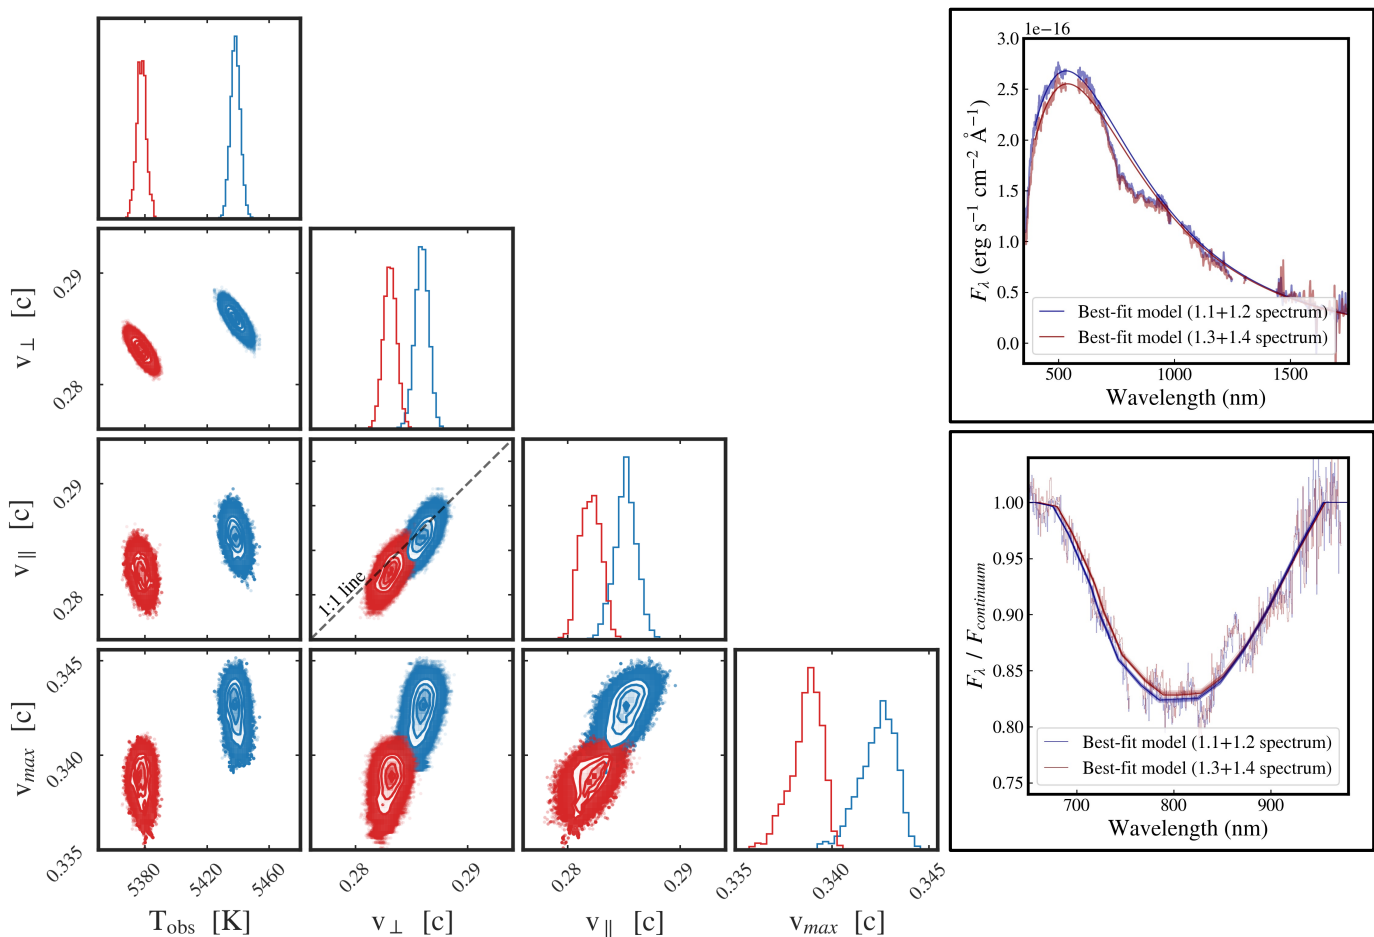 v⊥ [c]
0.29
0.28
v∥ [c]
0.29
0.28
1:1 line
v_max [c]
0.345
0.340
0.335
5380
5420
5460
0.28
0.29
0.28
0.29
0.335
0.340
0.345
T_obs [K]
v⊥ [c]
v∥ [c]
v_max [c]
1e−16
3.0
2.5
2.0
1.5
1.0
0.5
0.0
F_λ (erg s⁻¹ cm⁻² Å⁻¹)
Best-fit model (1.1+1.2 spectrum)
Best-fit model (1.3+1.4 spectrum)
500
1000
1500
Wavelength (nm)
1.00
0.95
0.90
0.85
0.80
0.75
F_λ / F_continuum
Best-fit model (1.1+1.2 spectrum)
Best-fit model (1.3+1.4 spectrum)
700
800
900
Wavelength (nm)